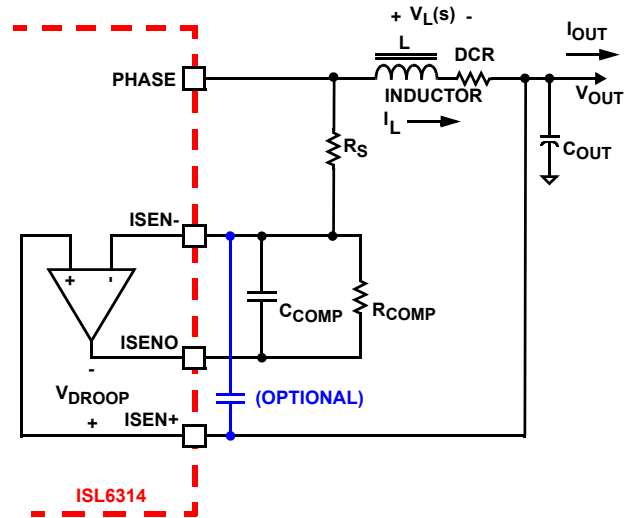 + VL(s) -
L
DCR
IOUT
PHASE
INDUCTOR
VOUT
IL
RS
COUT
ISEN-
+ -
CCOMP
RCOMP
ISENO
-
VDROOP
(OPTIONAL)
+
ISEN+
ISL6314